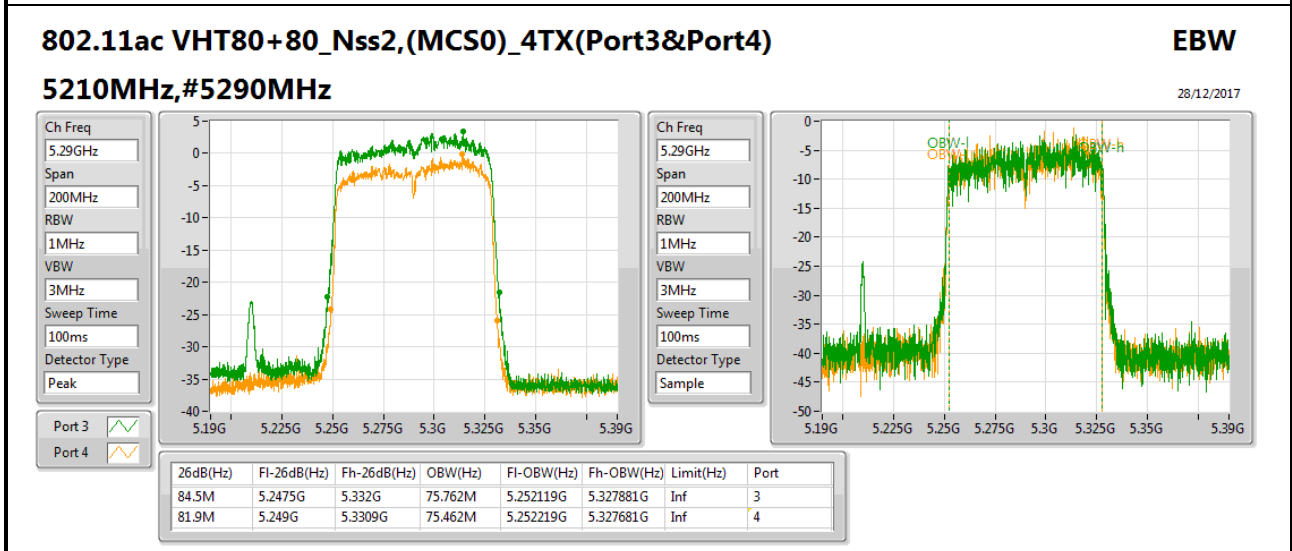 802.11ac VHT80+80_Nss2,(MCS0)_4TX(Port3&Port4)
EBW
5210MHz,#5290MHz
28/12/2017
Ch Freq
5.29GHz
Span
200MHz
RBW
1MHz
VBW
3MHz
Sweep Time
100ms
Detector Type
Peak
Port 3
Port 4
5
0
-5
-10
-15
-20
-25
-30
-35
-40
5.19G 5.225G 5.25G 5.275G 5.3G 5.325G 5.35G 5.39G
Ch Freq
5.29GHz
Span
200MHz
RBW
1MHz
VBW
3MHz
Sweep Time
100ms
Detector Type
Sample
0
-5
-10
-15
-20
-25
-30
-35
-40
-45
-50
OBW-l
OBW-h
5.19G 5.225G 5.25G 5.275G 5.3G 5.325G 5.35G 5.39G
26dB(Hz) Fl-26dB(Hz) Fh-26dB(Hz) OBW(Hz) Fl-OBW(Hz) Fh-OBW(Hz) Limit(Hz) Port
84.5M 5.2475G 5.332G 75.762M 5.252119G 5.327881G Inf 3
81.9M 5.249G 5.3309G 75.462M 5.252219G 5.327681G Inf 4